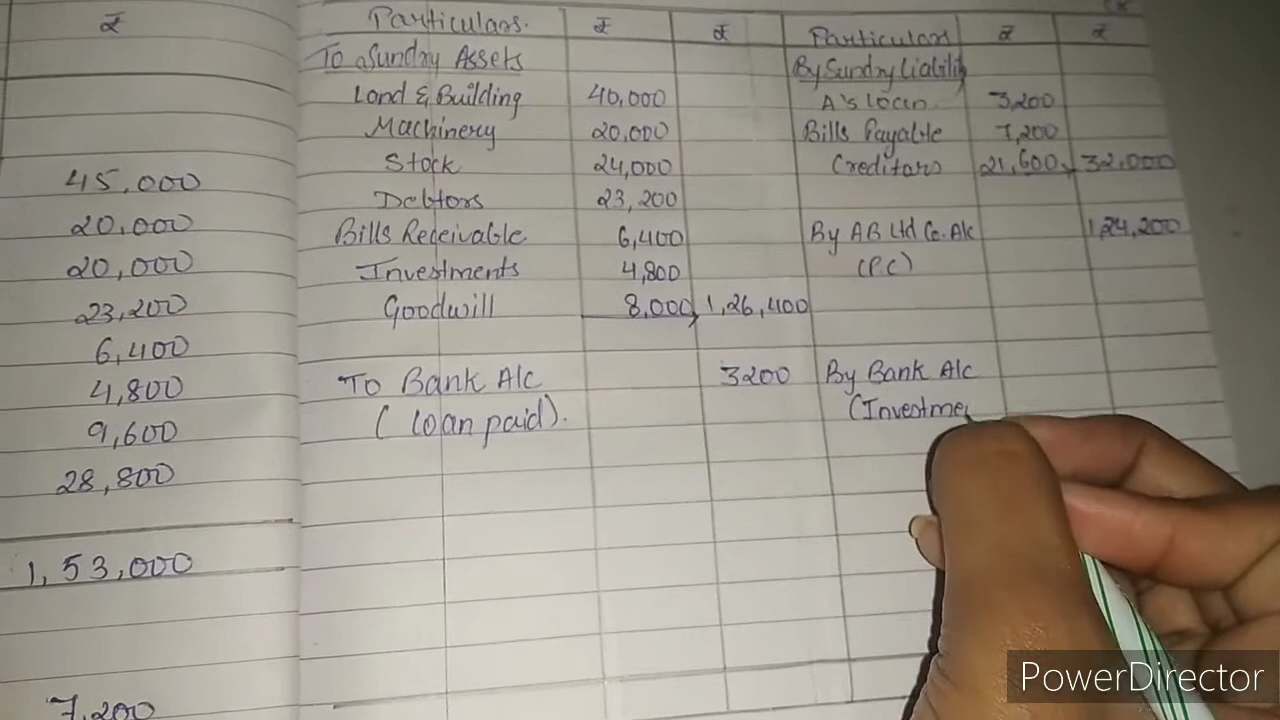 ₹ Particulars. ₹ ₹ Particulars ₹ ₹
To Sundry Assets By Sundry Liability
Land & Building 40,000 A's loan 3,200
Machinery 20,000 Bills Payable 7,200
45,000 Stock 24,000 Creditors 21,600 32,000
Debtors 23,200
20,000 Bills Receivable 6,400 By AB Ltd Co. A/c 1,24,200
20,000 Investments 4,800 (P.C)
23,200 Goodwill 8,000 1,26,400
6,400
4,800 To Bank A/c 3200 By Bank A/c
9,600 (loan paid). (Investme
28,800
1,53,000
7,200
PowerDirector